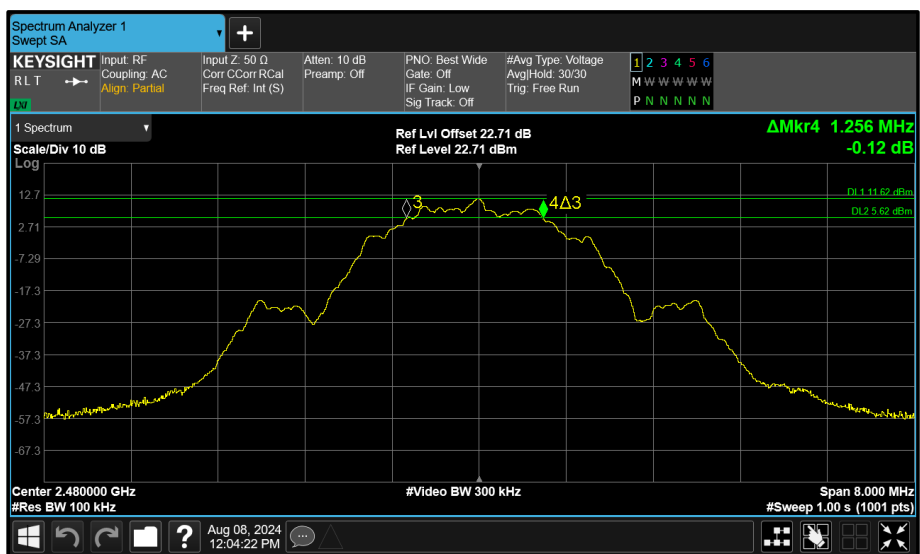 Spectrum Analyzer 1
Swept SA
KEYSIGHT
R L T
LXI
Input: RF
Coupling: AC
Align: Partial
Input Z: 50 Ω
Corr CCorr RCal
Freq Ref: Int (S)
Atten: 10 dB
Preamp: Off
PNO: Best Wide
Gate: Off
IF Gain: Low
Sig Track: Off
#Avg Type: Voltage
Avg|Hold: 30/30
Trig: Free Run
1 2 3 4 5 6
M W W W W W
P N N N N N
1 Spectrum
Scale/Div 10 dB
Log
Ref Lvl Offset 22.71 dB
Ref Level 22.71 dBm
ΔMkr4 1.256 MHz
-0.12 dB
12.7
2.71
-7.29
-17.3
-27.3
-37.3
-47.3
-57.3
-67.3
3
4Δ3
DL1 11.62 dBm
DL2 5.62 dBm
Center 2.480000 GHz
#Res BW 100 kHz
#Video BW 300 kHz
Span 8.000 MHz
#Sweep 1.00 s (1001 pts)
?
Aug 08, 2024
12:04:22 PM